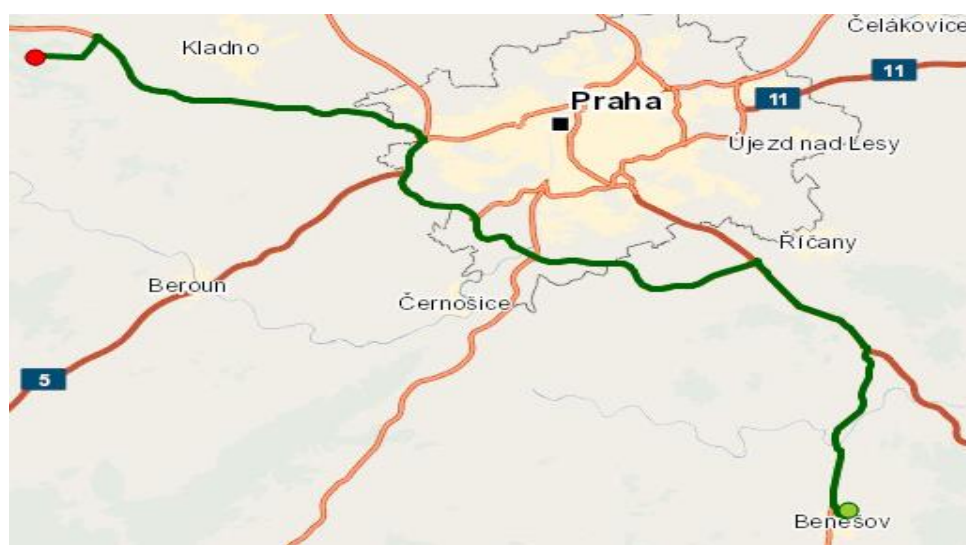 Čelákovice
Kladno
11
11
Praha
Újezd nad Lesy
Říčany
Beroun
Černošice
5
Benešov